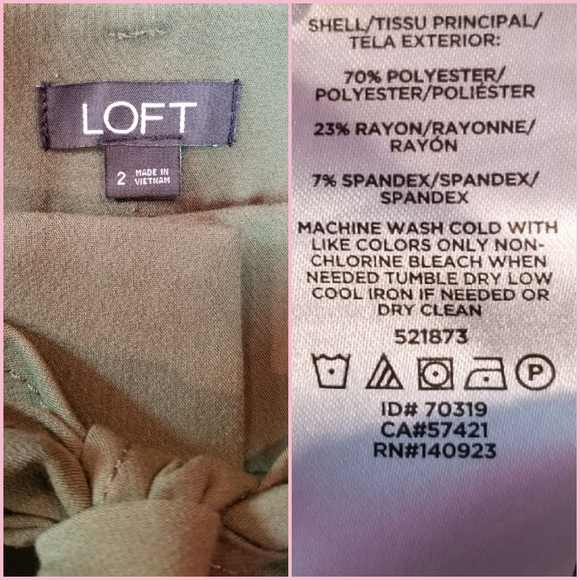 LOFT
2 MADE IN
VIETNAM
SHELL/TISSU PRINCIPAL/
TELA EXTERIOR:
70% POLYESTER/
POLYESTER/POLIÉSTER
23% RAYON/RAYONNE/
RAYÓN
7% SPANDEX/SPANDEX/
SPANDEX
MACHINE WASH COLD WITH
LIKE COLORS ONLY NON-
CHLORINE BLEACH WHEN
NEEDED TUMBLE DRY LOW
COOL IRON IF NEEDED OR
DRY CLEAN
521873
P
ID# 70319
CA#57421
RN#140923